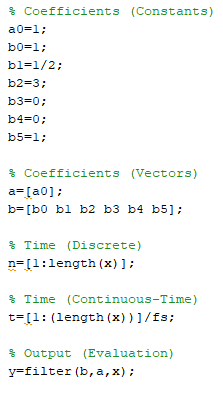 % Coefficients (Constants)
a0=1;
b0=1;
b1=1/2;
b2=3;
b3=0;
b4=0;
b5=1;
% Coefficients (Vectors)
a=[a0];
b=[b0 b1 b2 b3 b4 b5];
% Time (Discrete)
n=[1:length(x)];
% Time (Continuous-Time)
t=[1:(length(x))]/fs;
% Output (Evaluation)
y=filter(b,a,x);